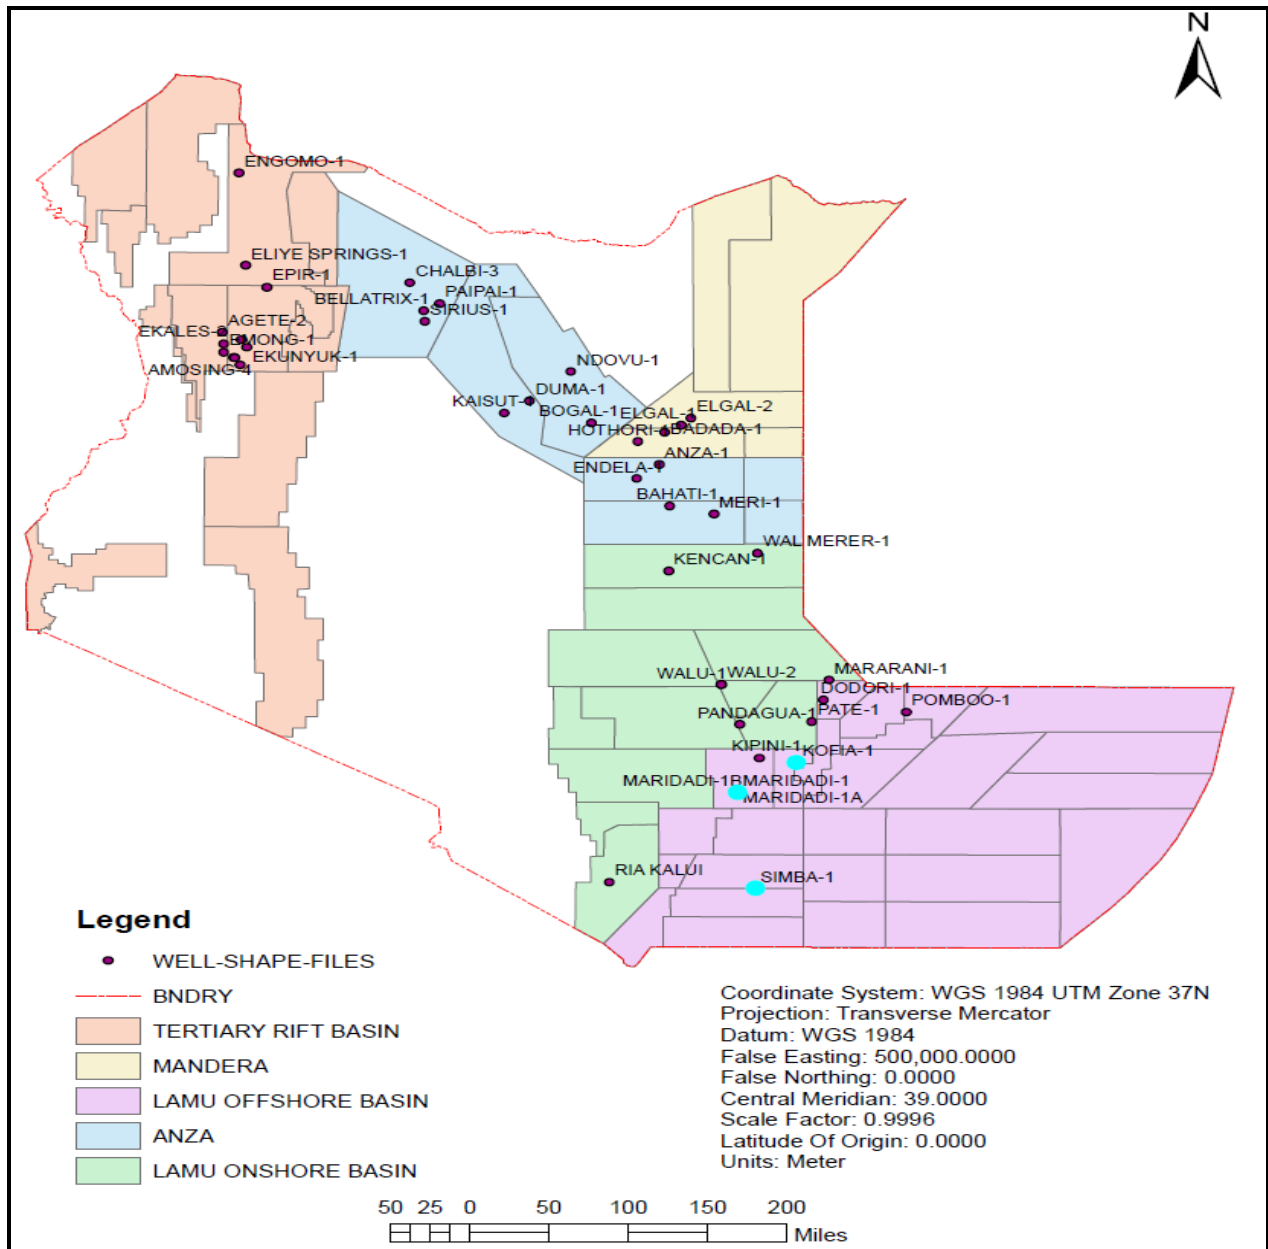 N
ENGOMO-1
ELIYE SPRINGS-1
EPIR-1
CHALBI-3
PAIPAI-1
BELLATRIX-1
SIRIUS-1
AGETE-2
EMONG-1
EKUNYUK-1
AMOSING-4
NDOVU-1
DUMA-1
KAISUT-1
BOGAL-1
ELGAL-1
ELGAL-2
BADADA-1
ANZA-1
ENDELA-1
BAHATI-1
MERI-1
WAL MERER-1
KENCAN-1
MARARANI-1
WALU-1
WALU-2
DODORI-1
POMBOO-1
PANDAGUA-1
PATE-1
KIPINI-1
KOFIA-1
MARIDADI-1B
MARIDADI-1
MARIDADI-1A
RIA KALUI
SIMBA-1
Legend
WELL-SHAPE-FILES
BNDRY
TERTIARY RIFT BASIN
MANDERA
LAMU OFFSHORE BASIN
ANZA
LAMU ONSHORE BASIN
Coordinate System: WGS 1984 UTM Zone 37N
Projection: Transverse Mercator
Datum: WGS 1984
False Easting: 500,000.0000
False Northing: 0.0000
Central Meridian: 39.0000
Scale Factor: 0.9996
Latitude Of Origin: 0.0000
Units: Meter
50 25 0 50 100 150 200
Miles